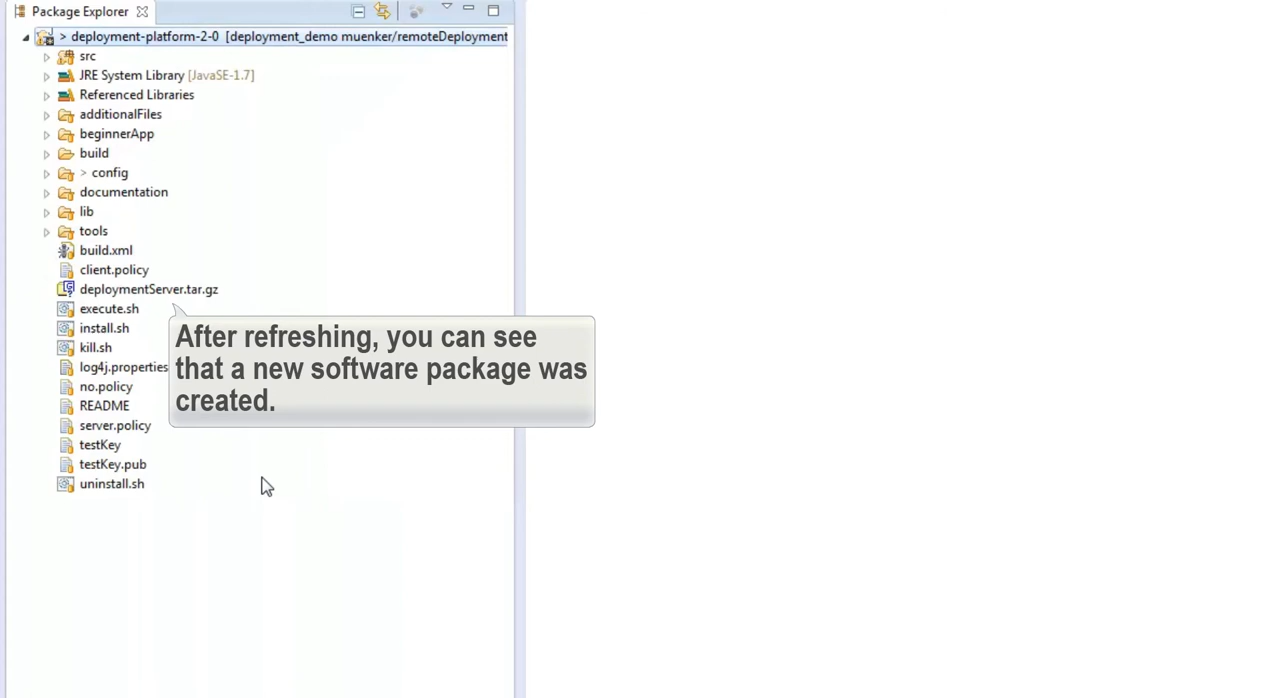 Package Explorer
> deployment-platform-2-0 [deployment_demo muenker/remoteDeployment
src
JRE System Library [JavaSE-1.7]
Referenced Libraries
additionalFiles
beginnerApp
build
> config
documentation
lib
tools
build.xml
client.policy
deploymentServer.tar.gz
execute.sh
install.sh
kill.sh
log4j.properties
no.policy
README
server.policy
testKey
testKey.pub
uninstall.sh
After refreshing, you can see
that a new software package was
created.